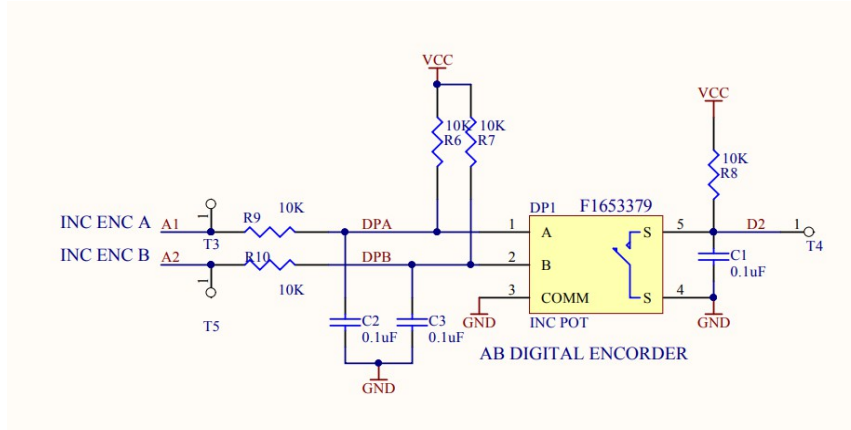 VCC
VCC
10K 10K
R6 R7
10K
R8
DP1 F1653379
INC ENC A A1 1 T3 R9 10K DPA 1 A S 5 D2 1 T4
INC ENC B A2 1 T5 R10 10K DPB 2 B
C1
0.1uF
3 COMM S 4
GND INC POT GND
C2 C3
0.1uF 0.1uF
AB DIGITAL ENCORDER
GND